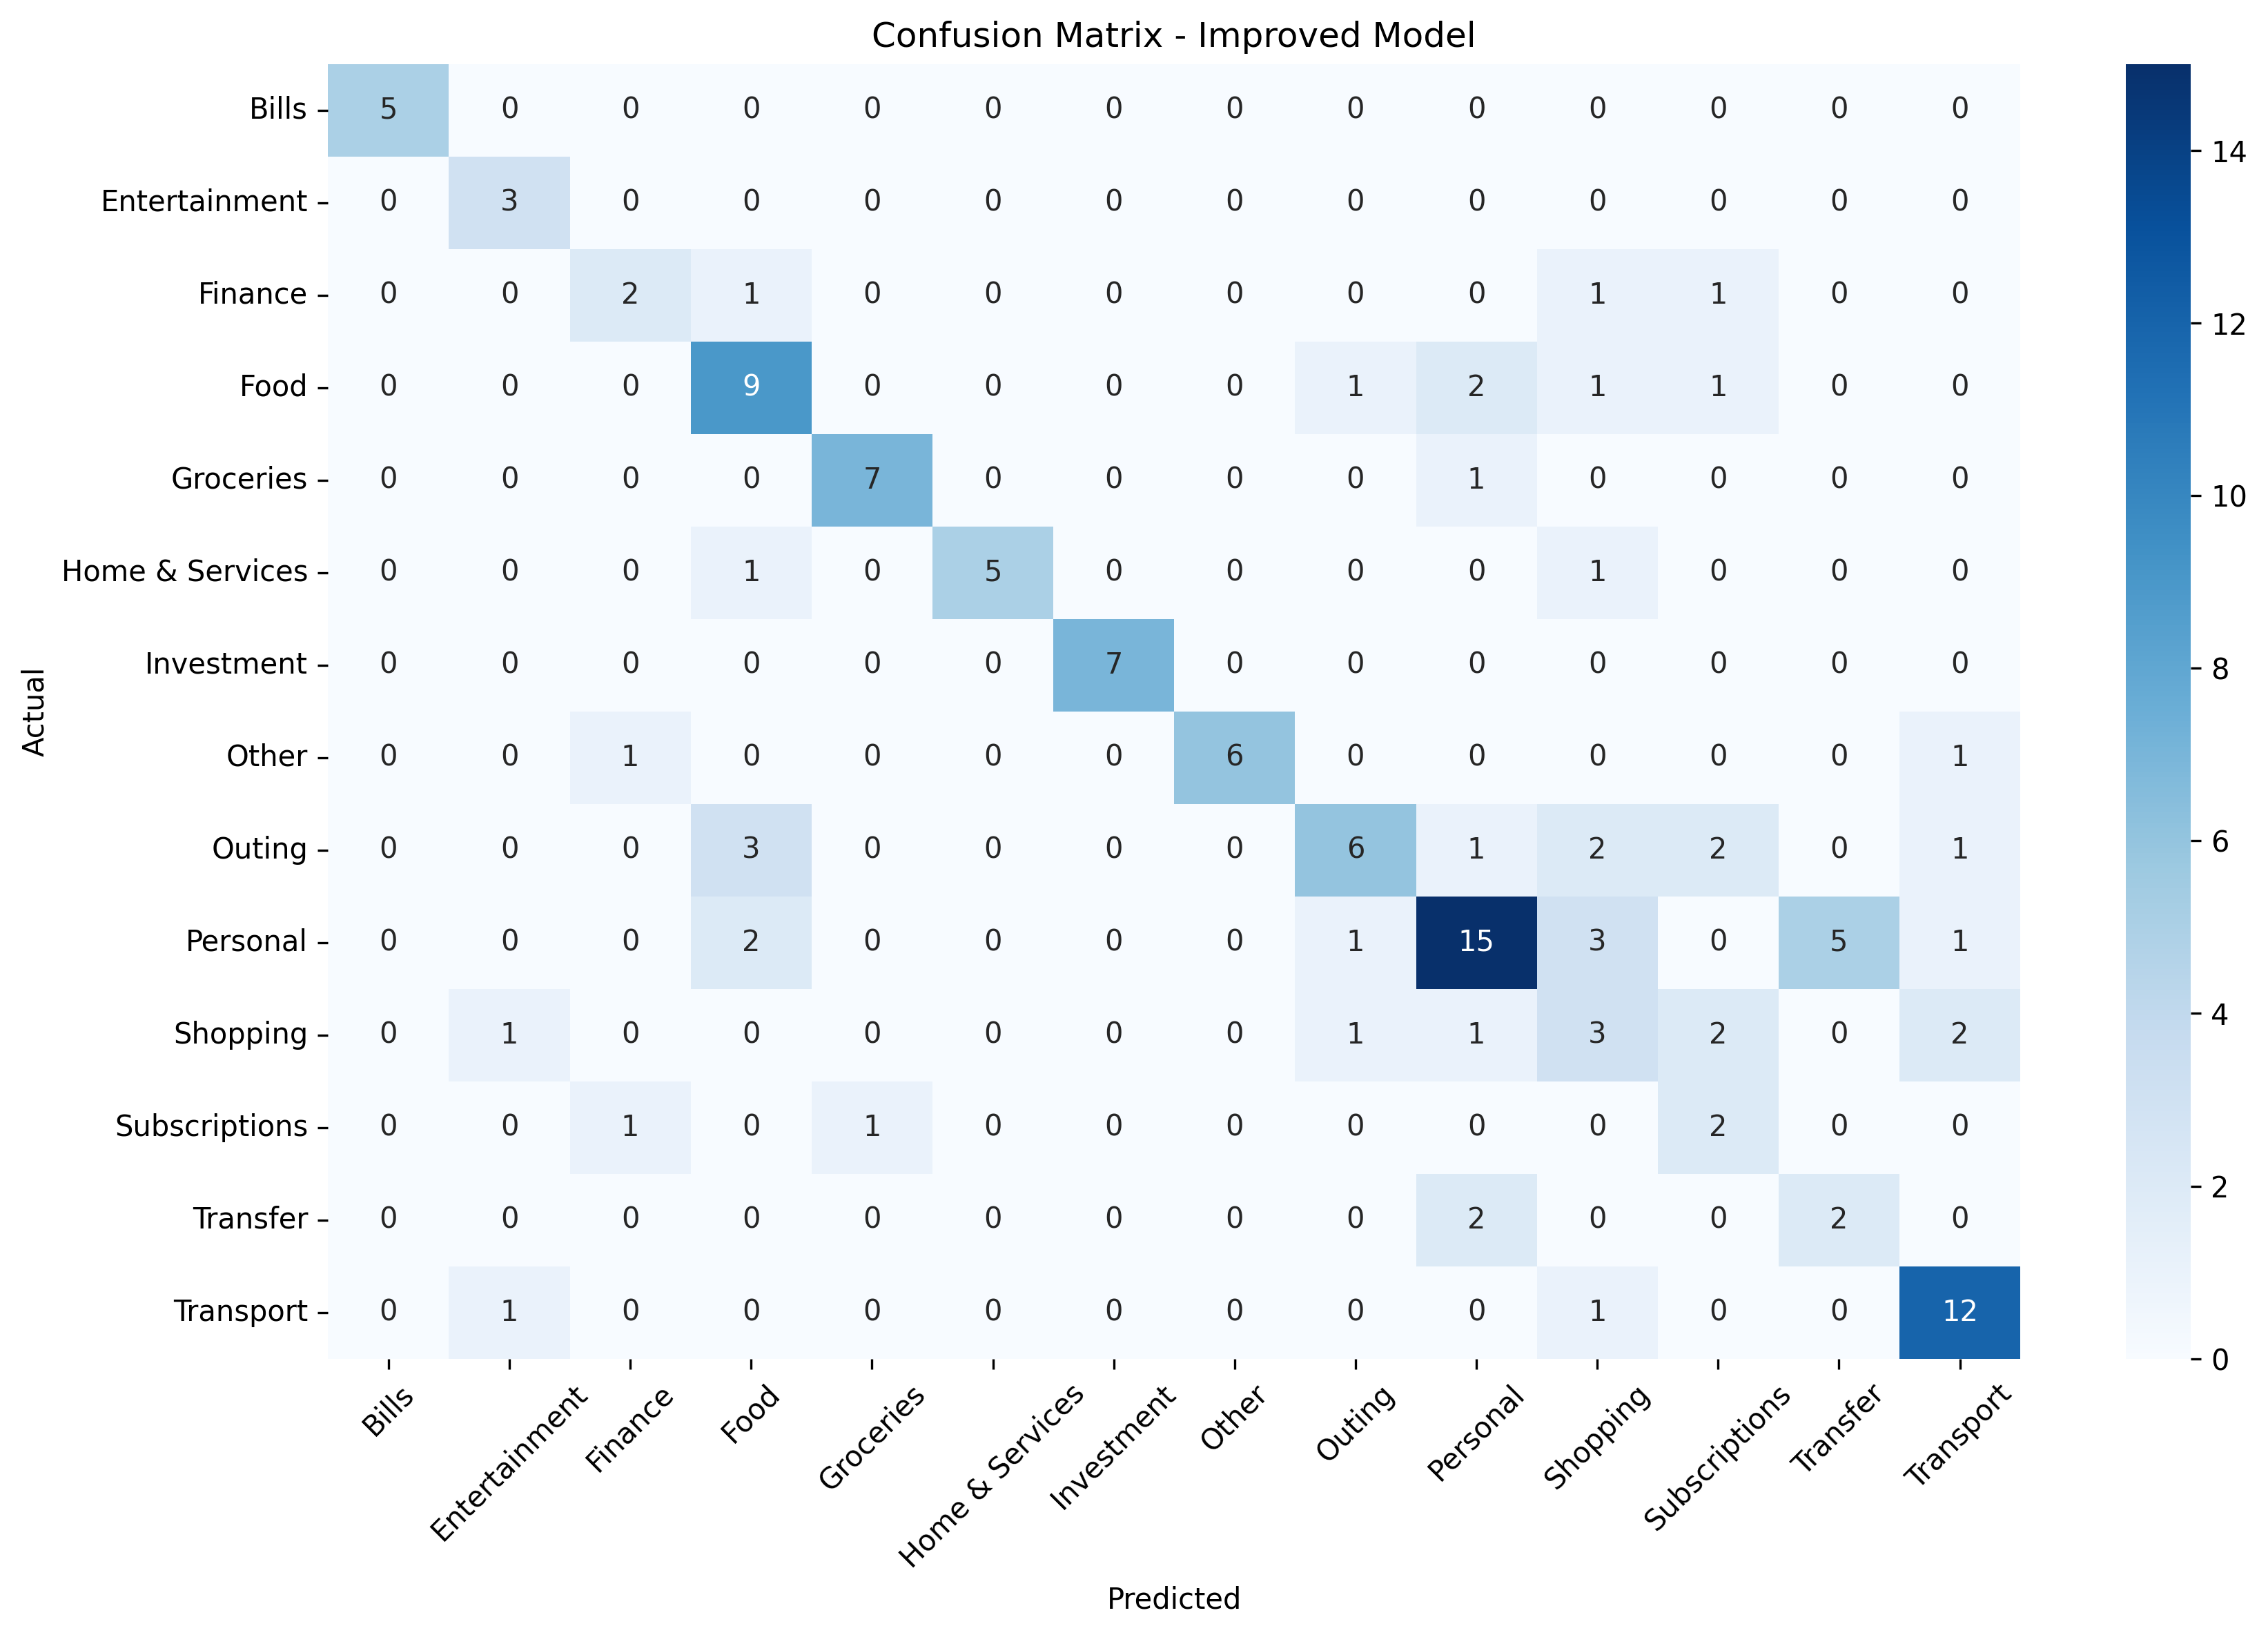 Confusion Matrix - Improved Model
Bills 5 0 0 0 0 0 0 0 0 0 0 0 0 0
Entertainment 0 3 0 0 0 0 0 0 0 0 0 0 0 0
Finance 0 0 2 1 0 0 0 0 0 0 1 1 0 0
Food 0 0 0 9 0 0 0 0 1 2 1 1 0 0
Groceries 0 0 0 0 7 0 0 0 0 1 0 0 0 0
Home & Services 0 0 0 1 0 5 0 0 0 0 1 0 0 0
Investment 0 0 0 0 0 0 7 0 0 0 0 0 0 0
Other 0 0 1 0 0 0 0 6 0 0 0 0 0 1
Outing 0 0 0 3 0 0 0 0 6 1 2 2 0 1
Personal 0 0 0 2 0 0 0 0 1 15 3 0 5 1
Shopping 0 1 0 0 0 0 0 0 1 1 3 2 0 2
Subscriptions 0 0 1 0 1 0 0 0 0 0 0 2 0 0
Transfer 0 0 0 0 0 0 0 0 0 2 0 0 2 0
Transport 0 1 0 0 0 0 0 0 0 0 1 0 0 12
Actual
Bills Entertainment Finance Food Groceries Home & Services Investment Other Outing Personal Shopping Subscriptions Transfer Transport
Predicted
14
12
10
8
6
4
2
0